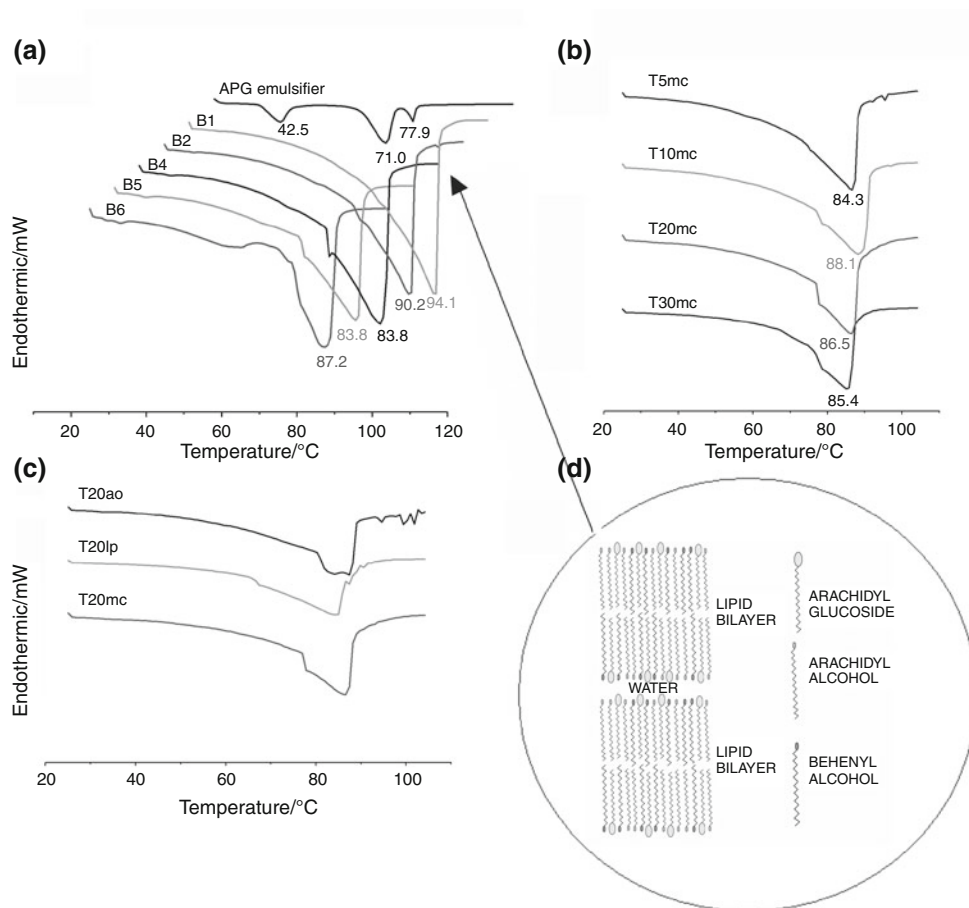 (a)
APG emulsifier
42.5
77.9
71.0
B1
B2
B4
B5
B6
90.2
94.1
83.8
83.8
87.2
Endothermic/mW
20 40 60 80 100 120
Temperature/°C
(b)
T5mc
84.3
T10mc
88.1
T20mc
86.5
T30mc
85.4
Endothermic/mW
20 40 60 80 100
Temperature/°C
(c)
T20ao
T20lp
T20mc
Endothermic/mW
20 40 60 80 100
Temperature/°C
(d)
LIPID
BILAYER
WATER
LIPID
BILAYER
ARACHIDYL
GLUCOSIDE
ARACHIDYL
ALCOHOL
BEHENYL
ALCOHOL